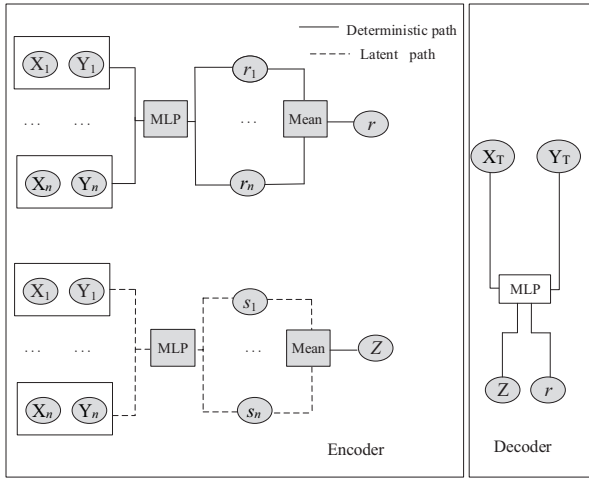 Deterministic path
Latent path
X1 Y1
r1
... ...
MLP
...
Mean
r
Xn Yn
rn
X1 Y1
s1
... ...
MLP
...
Mean
Z
Xn Yn
sn
Encoder
XT YT
MLP
Z r
Decoder